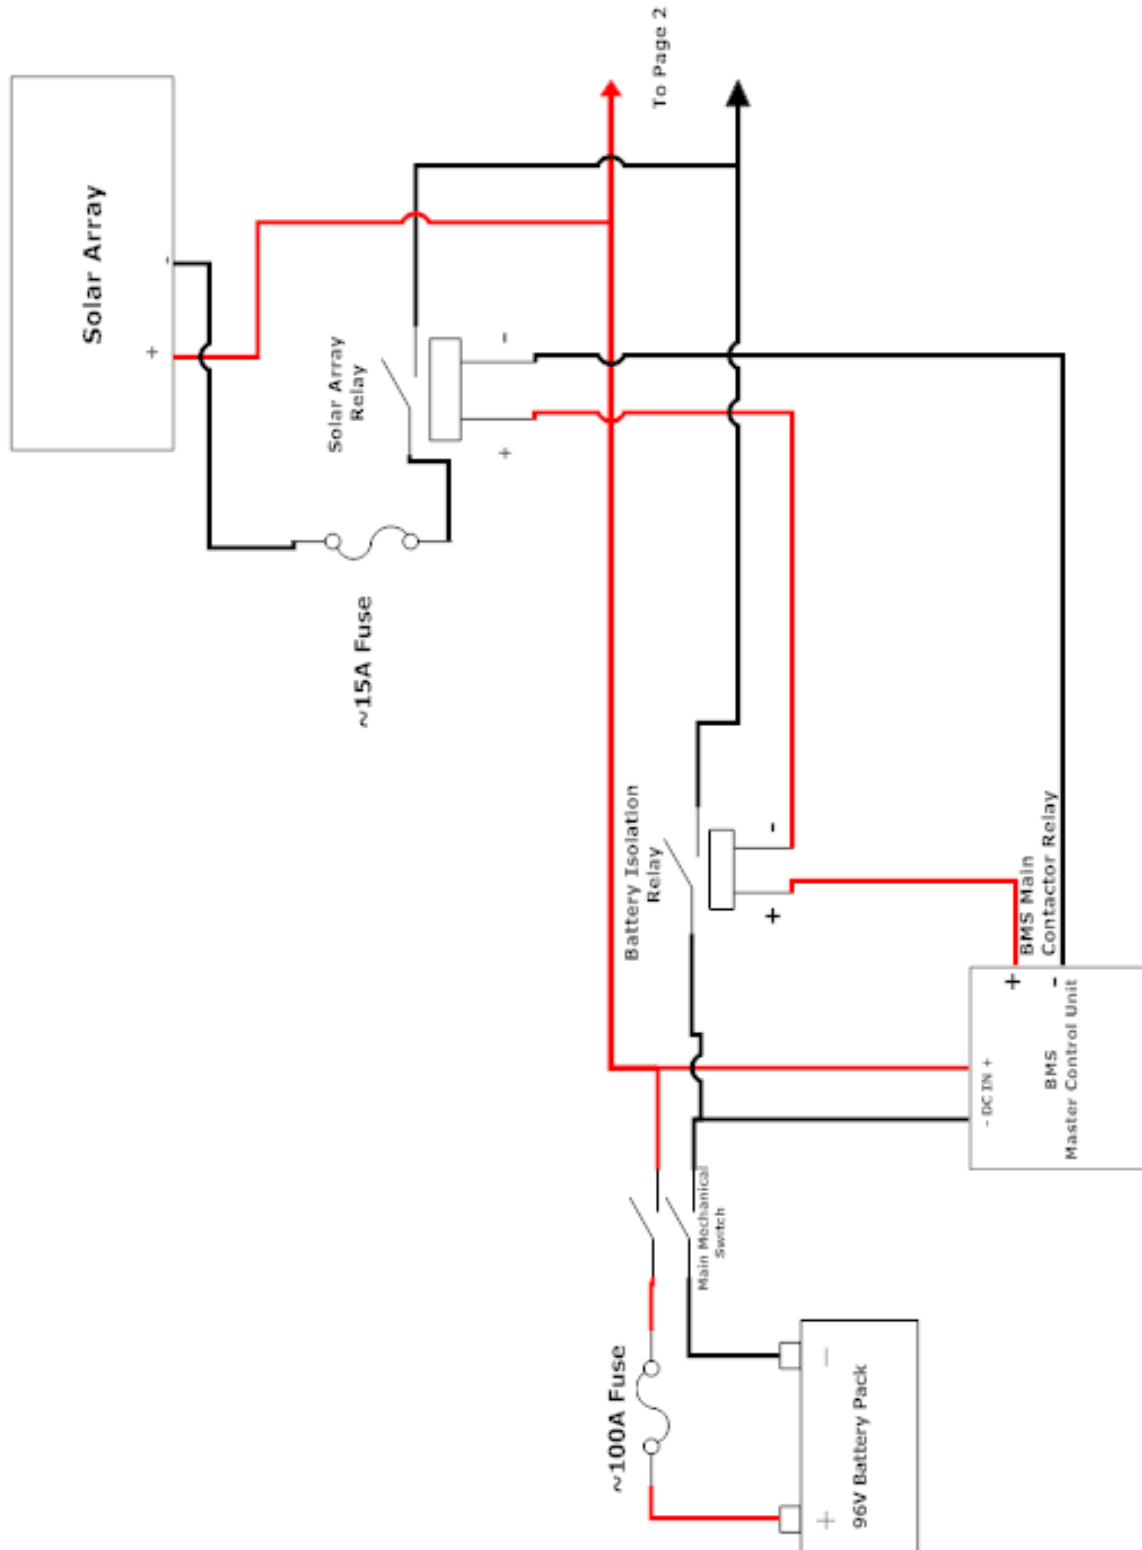 To Page 2
Solar Array
-
+
Solar Array
Relay
-
+
~15A Fuse
Battery Isolation
Relay
-
+
BMS Main
Contactor Relay
+
-
- DC IN +
BMS
Master Control Unit
Main Mechanical
Switch
~100A Fuse
-
+
96V Battery Pack